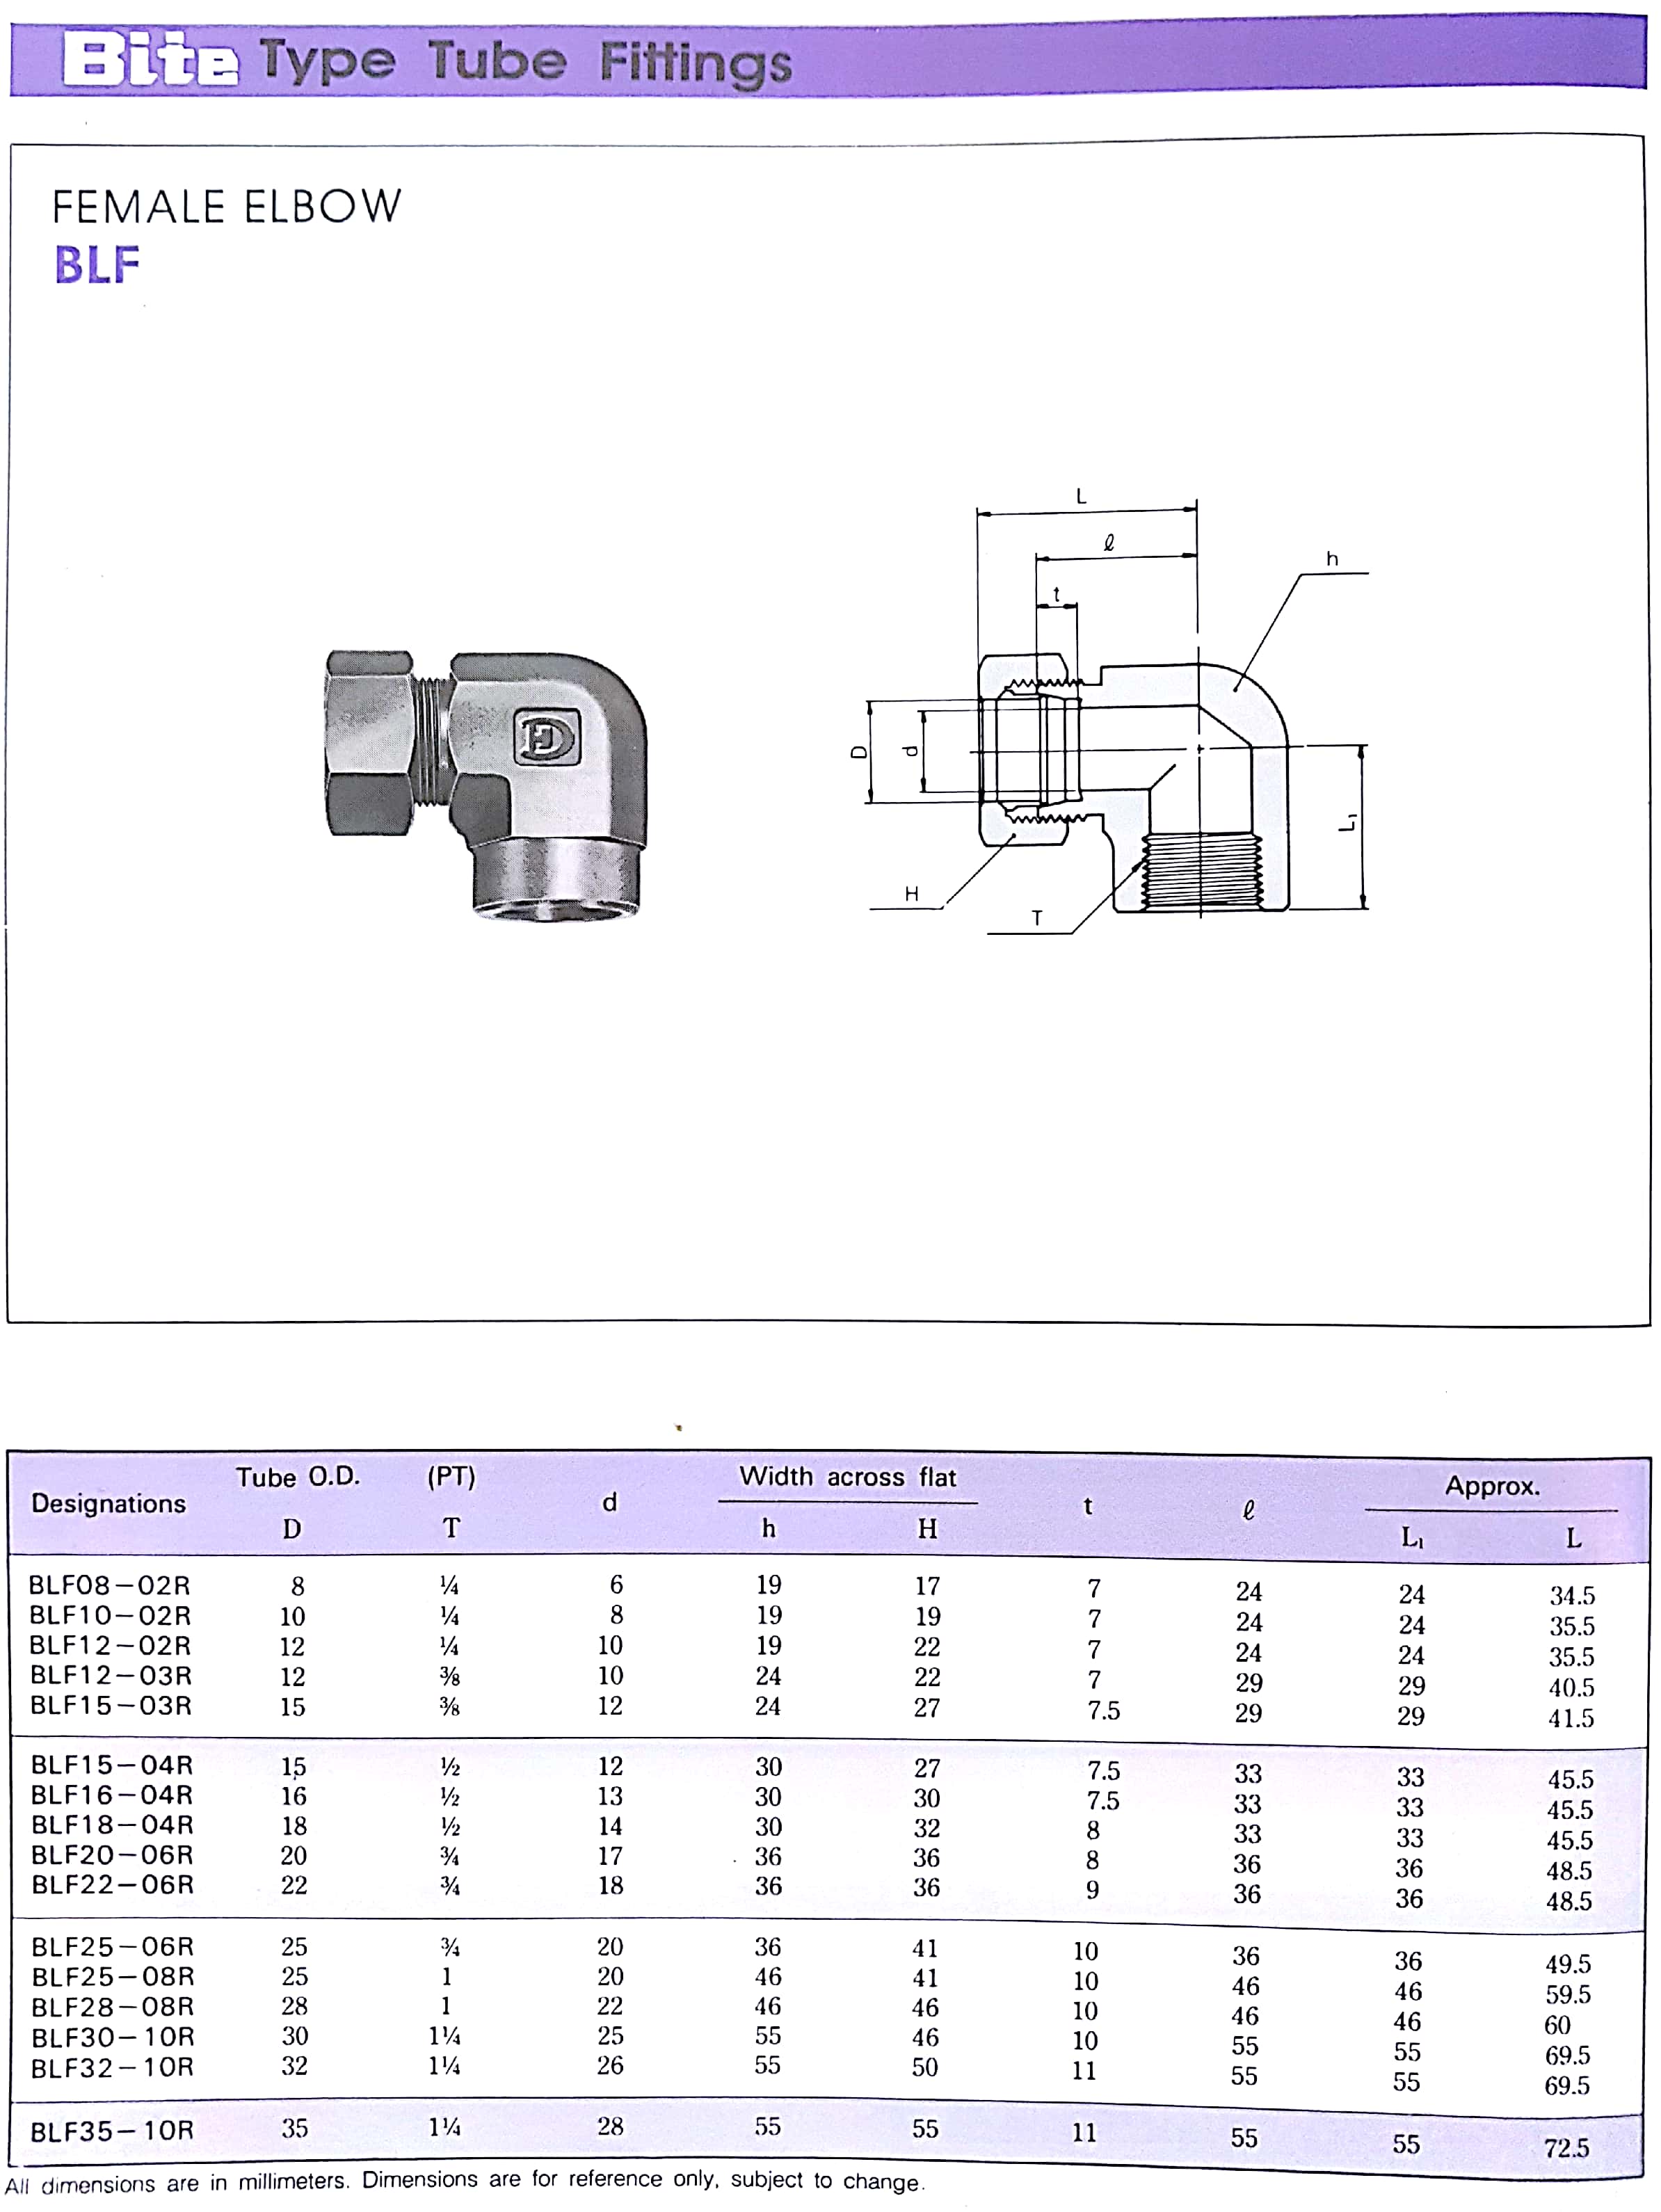 Bite Type Tube Fittings
FEMALE ELBOW
BLF
L
ℓ
h
t
D
d
L₁
H
T
Designations Tube O.D. D (PT) T d Width across flat h H t ℓ Approx. L₁ L
BLF08−02R 8 ¼ 6 19 17 7 24 24 34.5
BLF10−02R 10 ¼ 8 19 19 7 24 24 35.5
BLF12−02R 12 ¼ 10 19 22 7 24 24 35.5
BLF12−03R 12 ⅜ 10 24 22 7 29 29 40.5
BLF15−03R 15 ⅜ 12 24 27 7.5 29 29 41.5
BLF15−04R 15 ½ 12 30 27 7.5 33 33 45.5
BLF16−04R 16 ½ 13 30 30 7.5 33 33 45.5
BLF18−04R 18 ½ 14 30 32 8 33 33 45.5
BLF20−06R 20 ¾ 17 36 36 8 36 36 48.5
BLF22−06R 22 ¾ 18 36 36 9 36 36 48.5
BLF25−06R 25 ¾ 20 36 41 10 36 36 49.5
BLF25−08R 25 1 20 46 41 10 46 46 59.5
BLF28−08R 28 1 22 46 46 10 46 46 60
BLF30−10R 30 1¼ 25 55 46 10 55 55 69.5
BLF32−10R 32 1¼ 26 55 50 11 55 55 69.5
BLF35−10R 35 1¼ 28 55 55 11 55 55 72.5
All dimensions are in millimeters. Dimensions are for reference only, subject to change.